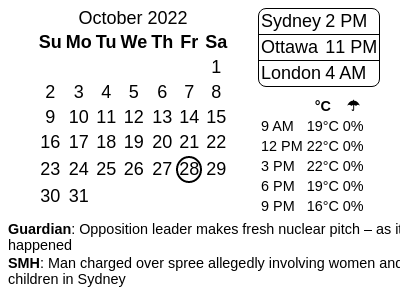 October 2022
Su Mo Tu We Th Fr Sa
1
2 3 4 5 6 7 8
9 10 11 12 13 14 15
16 17 18 19 20 21 22
23 24 25 26 27 28 29
30 31
Sydney 2 PM
Ottawa 11 PM
London 4 AM
°C ☂
9 AM 19°C 0%
12 PM 22°C 0%
3 PM 22°C 0%
6 PM 19°C 0%
9 PM 16°C 0%
Guardian: Opposition leader makes fresh nuclear pitch – as it
happened
SMH: Man charged over spree allegedly involving women and
children in Sydney